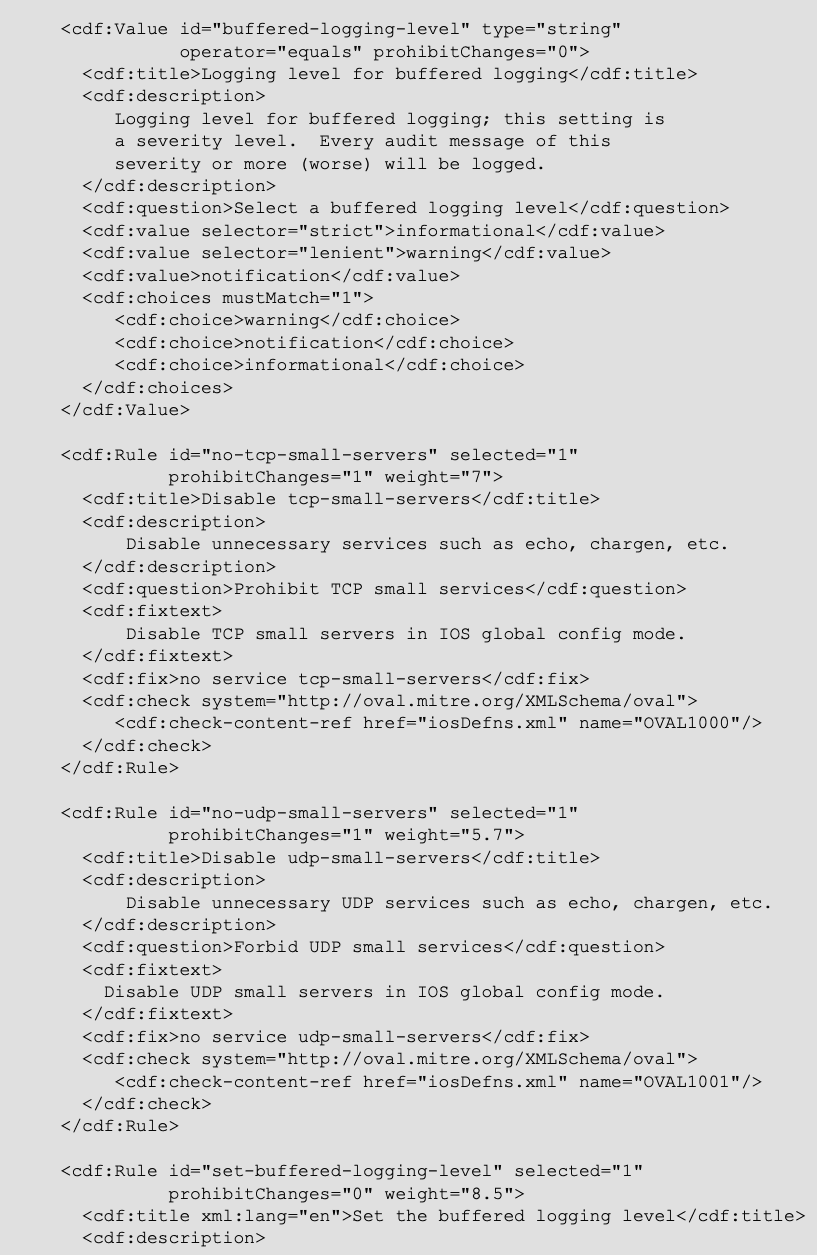 <cdf:Value id="buffered-logging-level" type="string"
operator="equals" prohibitChanges="0">
<cdf:title>Logging level for buffered logging</cdf:title>
<cdf:description>
Logging level for buffered logging; this setting is
a severity level.  Every audit message of this
severity or more (worse) will be logged.
</cdf:description>
<cdf:question>Select a buffered logging level</cdf:question>
<cdf:value selector="strict">informational</cdf:value>
<cdf:value selector="lenient">warning</cdf:value>
<cdf:value>notification</cdf:value>
<cdf:choices mustMatch="1">
<cdf:choice>warning</cdf:choice>
<cdf:choice>notification</cdf:choice>
<cdf:choice>informational</cdf:choice>
</cdf:choices>
</cdf:Value>
<cdf:Rule id="no-tcp-small-servers" selected="1"
prohibitChanges="1" weight="7">
<cdf:title>Disable tcp-small-servers</cdf:title>
<cdf:description>
Disable unnecessary services such as echo, chargen, etc.
</cdf:description>
<cdf:question>Prohibit TCP small services</cdf:question>
<cdf:fixtext>
Disable TCP small servers in IOS global config mode.
</cdf:fixtext>
<cdf:fix>no service tcp-small-servers</cdf:fix>
<cdf:check system="http://oval.mitre.org/XMLSchema/oval">
<cdf:check-content-ref href="iosDefns.xml" name="OVAL1000"/>
</cdf:check>
</cdf:Rule>
<cdf:Rule id="no-udp-small-servers" selected="1"
prohibitChanges="1" weight="5.7">
<cdf:title>Disable udp-small-servers</cdf:title>
<cdf:description>
Disable unnecessary UDP services such as echo, chargen, etc.
</cdf:description>
<cdf:question>Forbid UDP small services</cdf:question>
<cdf:fixtext>
Disable UDP small servers in IOS global config mode.
</cdf:fixtext>
<cdf:fix>no service udp-small-servers</cdf:fix>
<cdf:check system="http://oval.mitre.org/XMLSchema/oval">
<cdf:check-content-ref href="iosDefns.xml" name="OVAL1001"/>
</cdf:check>
</cdf:Rule>
<cdf:Rule id="set-buffered-logging-level" selected="1"
prohibitChanges="0" weight="8.5">
<cdf:title xml:lang="en">Set the buffered logging level</cdf:title>
<cdf:description>